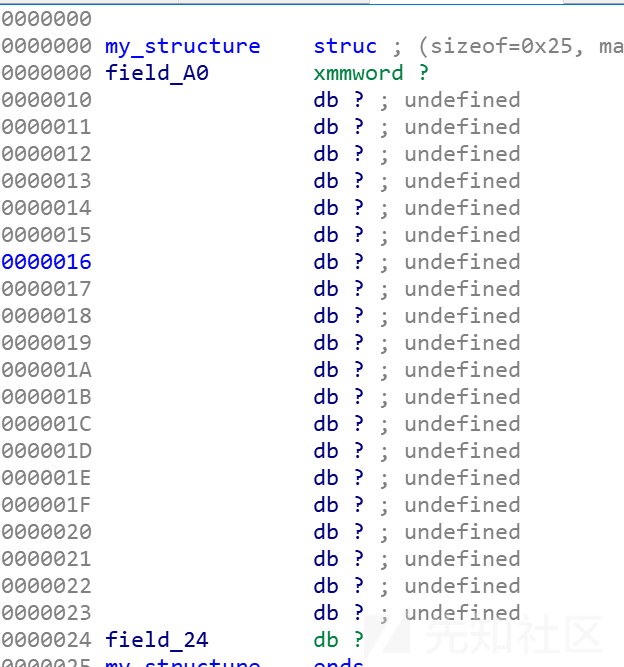 0000000
0000000 my_structure struc ; (sizeof=0x25, ma
0000000 field_A0 xmmword ?
0000010 db ? ; undefined
0000011 db ? ; undefined
0000012 db ? ; undefined
0000013 db ? ; undefined
0000014 db ? ; undefined
0000015 db ? ; undefined
0000016 db ? ; undefined
0000017 db ? ; undefined
0000018 db ? ; undefined
0000019 db ? ; undefined
000001A db ? ; undefined
000001B db ? ; undefined
000001C db ? ; undefined
000001D db ? ; undefined
000001E db ? ; undefined
000001F db ? ; undefined
0000020 db ? ; undefined
0000021 db ? ; undefined
0000022 db ? ; undefined
0000023 db ? ; undefined
0000024 field_24 db ?
0000025 my_structure ends
先知社区